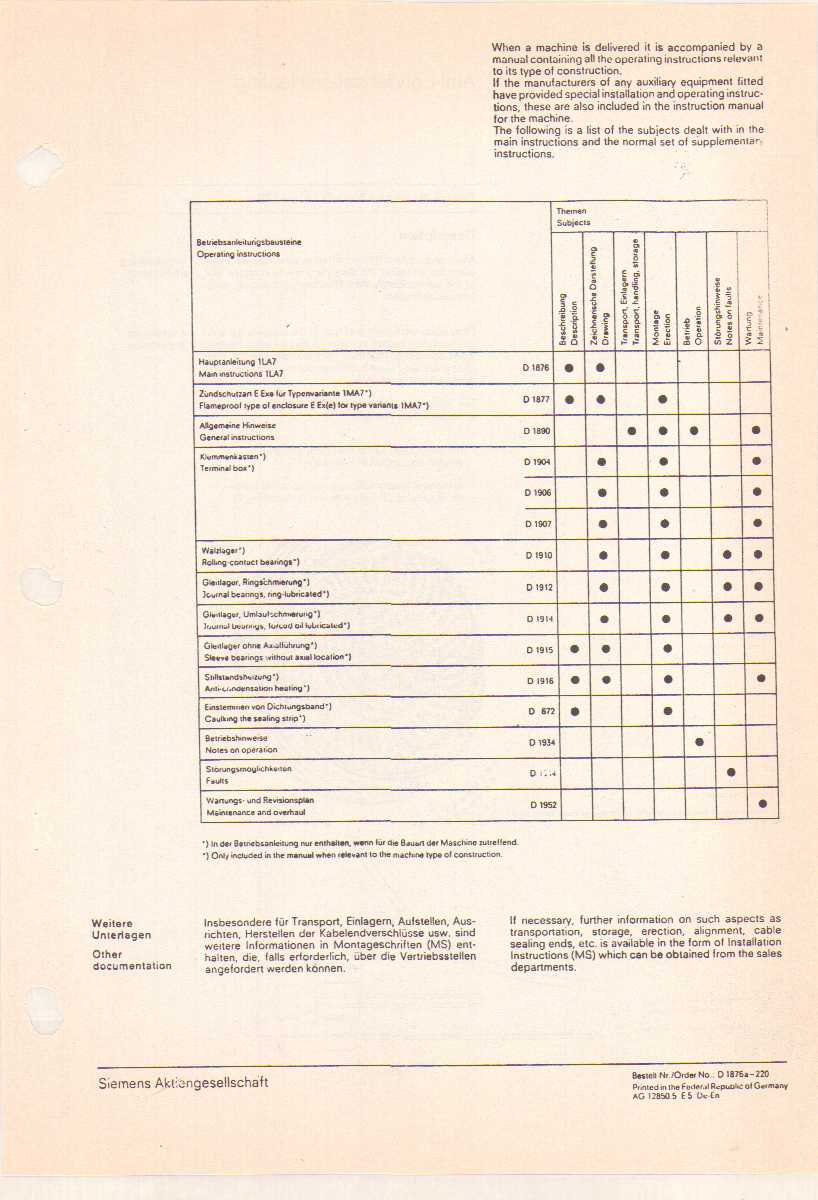 When a machine is delivered it is accompanied by a
manual containing all the operating instructions relevant
to its type of construction.
If the manufacturers of any auxiliary equipment fitted
have provided special installation and operating instruc-
tions, these are also included in the instruction manual
for the machine.
The following is a list of the subjects dealt with in the
main instructions and the normal set of supplementary
instructions.
Themen
Subjects
Betriebsanleitungsbausteine
Operating instructions
Beschreibung
Description
Zeichnerische Darstellung
Drawing
Transport, Einlagern
Transport, handling, storage
Montage
Erection
Betrieb
Operation
Störungshinweise
Notes on faults
Wartung
Maintenance
Hauptanleitung 1LA7
Main instructions 1LA7
D 1876 ● ●
Zündschutzart E Exe für Typenvariante 1MA7*)
Flameproof type of enclosure E Ex(e) for type variants 1MA7*)
D 1877 ● ● ●
Allgemeine Hinweise
General instructions
D 1890 ● ● ● ●
Klemmenkasten*)
Terminal box*)
D 1904 ● ● ●
D 1906 ● ● ●
D 1907 ● ● ●
Wälzlager*)
Rolling-contact bearings*)
D 1910 ● ● ● ●
Gleitlager, Ringschmierung*)
Journal bearings, ring-lubricated*)
D 1912 ● ● ● ●
Gleitlager, Umlaufschmierung*)
Journal bearings, forced oil lubricated*)
D 1914 ● ● ● ●
Gleitlager ohne Axialführung*)
Sleeve bearings without axial location*)
D 1915 ● ● ●
Stillstandsheizung*)
Anti-condensation heating*)
D 1916 ● ● ● ●
Einstemmen von Dichtungsband*)
Caulking the sealing strip*)
D 672 ● ●
Betriebshinweise
Notes on operation
D 1934 ●
Störungsmöglichkeiten
Faults
D ●
Wartungs- und Revisionsplan
Maintenance and overhaul
D 1952 ●
*) In der Betriebsanleitung nur enthalten, wenn für die Bauart der Maschine zutreffend.
*) Only included in the manual when relevant to the machine type of construction.
Weitere
Unterlagen
Other
documentation
Insbesondere für Transport, Einlagern, Aufstellen, Aus-
richten, Herstellen der Kabelendverschlüsse usw. sind
weitere Informationen in Montageschriften (MS) ent-
halten, die, falls erforderlich, über die Vertriebsstellen
angefordert werden können.
If necessary, further information on such aspects as
transportation, storage, erection, alignment, cable
sealing ends, etc. is available in the form of Installation
Instructions (MS) which can be obtained from the sales
departments.
Siemens Aktiengesellschaft
Bestell Nr./Order No.: D 1876a–220
Printed in the Federal Republic of Germany
AG 12850.5 E 5 De-En